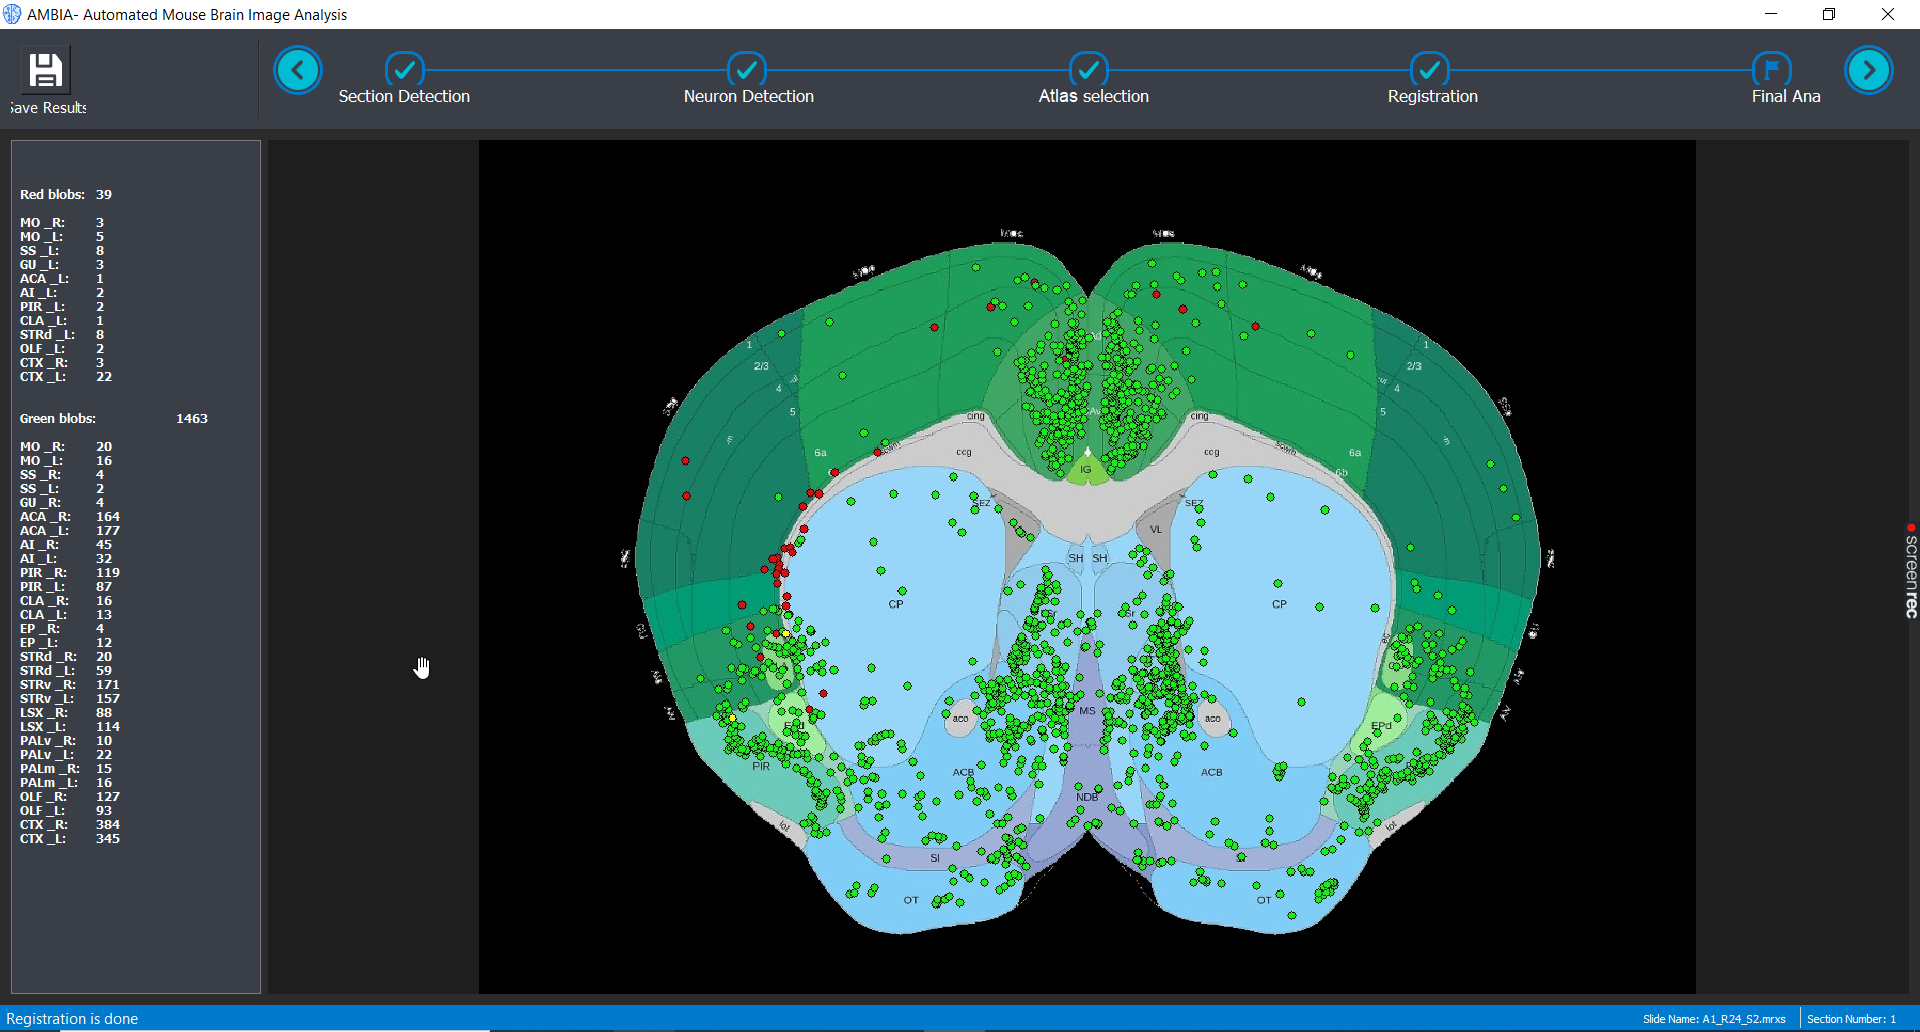 AMBIA- Automated Mouse Brain Image Analysis
Save Results
Section Detection
Neuron Detection
Atlas selection
Registration
Final Ana
Red blobs: 39
MO _R: 3
MO _L: 5
SS _L: 8
GU _L: 3
ACA _L: 1
AI _L: 2
PIR _L: 2
CLA _L: 1
STRd _L: 8
OLF _L: 2
CTX _R: 3
CTX _L: 22
Green blobs: 1463
MO _R: 20
MO _L: 16
SS _R: 4
SS _L: 2
GU _R: 4
ACA _R: 164
ACA _L: 177
AI _R: 45
AI _L: 32
PIR _R: 119
PIR _L: 87
CLA _R: 16
CLA _L: 13
EP _R: 4
EP _L: 12
STRd _R: 20
STRd _L: 59
STRv _R: 171
STRv _L: 157
LSX _R: 88
LSX _L: 114
PALv _R: 10
PALv _L: 22
PALm _R: 15
PALm _L: 16
OLF _R: 127
OLF _L: 93
CTX _R: 384
CTX _L: 345
1
2/3
4
5
6a
1
2/3
4
5
6a
6b
cing
cing
ccg
ccg
IG
SEZ
SEZ
VL
SH
SH
CP
CP
aco
aco
MS
EPd
PIR
ACB
ACB
NDB
lot
lot
SI
OT
OT
screenrec
Registration is done
Slide Name: A1_R24_S2.mrxs
Section Number: 1